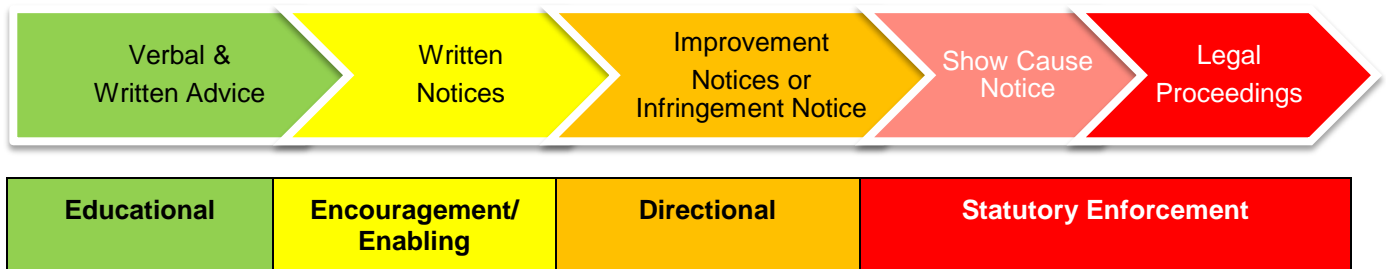 Verbal &
Written Advice
Written
Notices
Improvement
Notices or
Infringement Notice
Show Cause
Notice
Legal
Proceedings
Educational
Encouragement/
Enabling
Directional
Statutory Enforcement